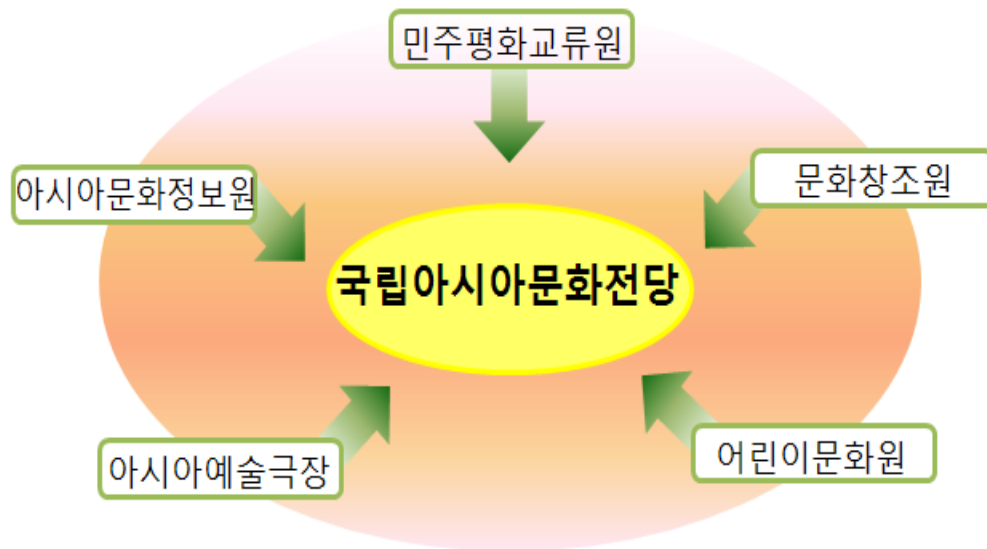 민주평화교류원
아시아문화정보원
문화창조원
국립아시아문화전당
아시아예술극장
어린이문화원